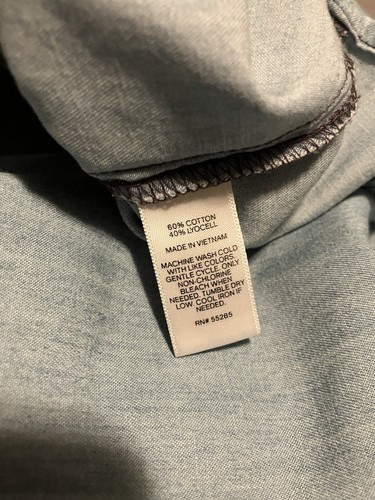 60% COTTON
40% LYOCELL
MADE IN VIETNAM
MACHINE WASH COLD
WITH LIKE COLORS.
GENTLE CYCLE. ONLY
NON-CHLORINE
BLEACH WHEN
NEEDED. TUMBLE DRY
LOW. COOL IRON IF
NEEDED.
RN# 55285